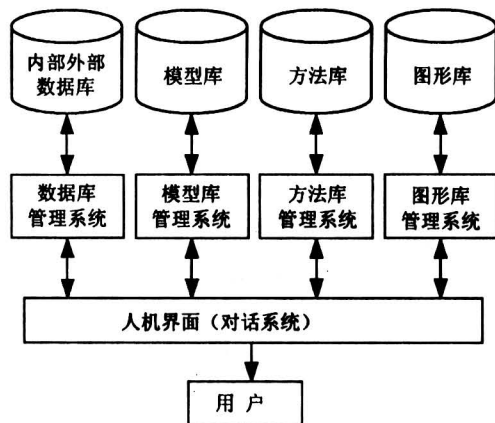 内部外部
数据库
模型库
方法库
图形库
数据库
管理系统
模型库
管理系统
方法库
管理系统
图形库
管理系统
人机界面（对话系统）
用 户